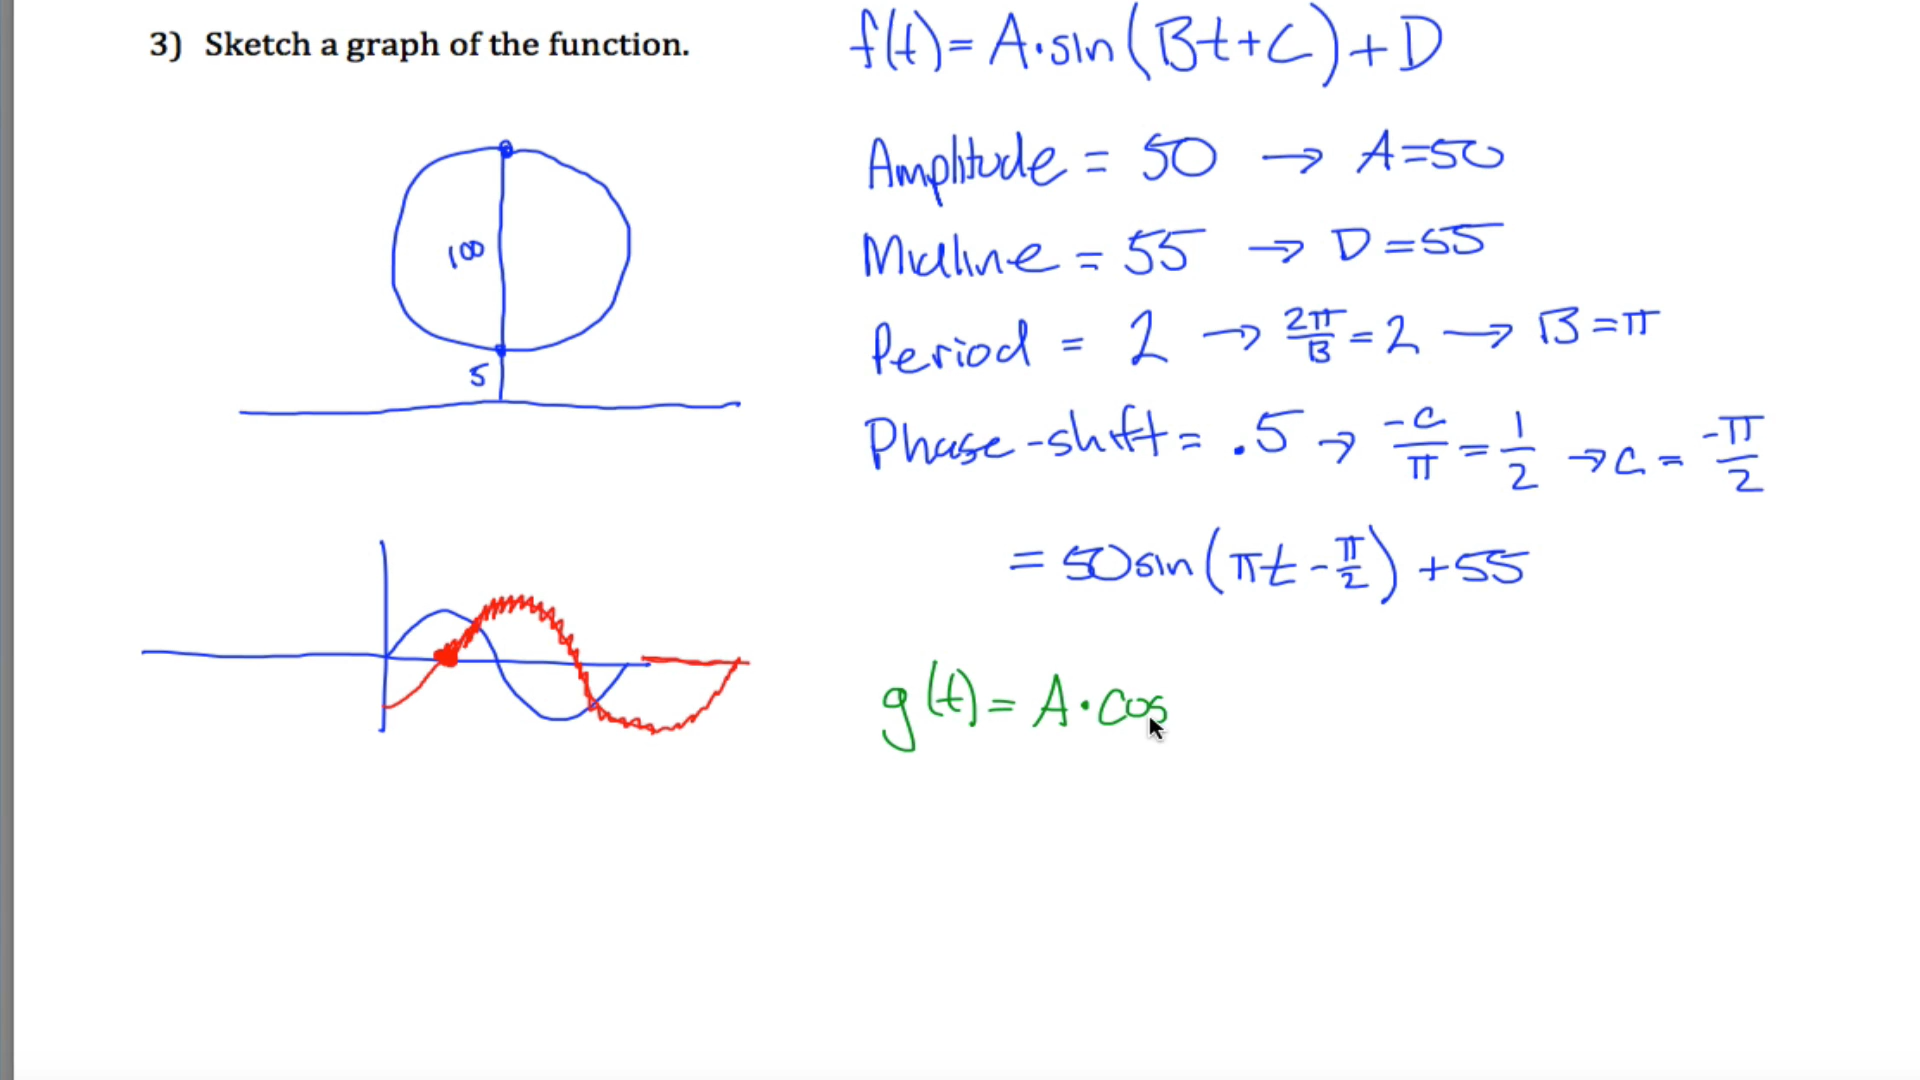 3) Sketch a graph of the function.
f(t) = A·sin(Bt+C)+D
Amplitude = 50 → A=50
100
Midline = 55 → D=55
Period = 2 → 2π/B = 2 → B=π
5
Phase-shift = .5 → -C/π = 1/2 → C = -π/2
= 50sin(πt - π/2) + 55
g(t) = A·cos